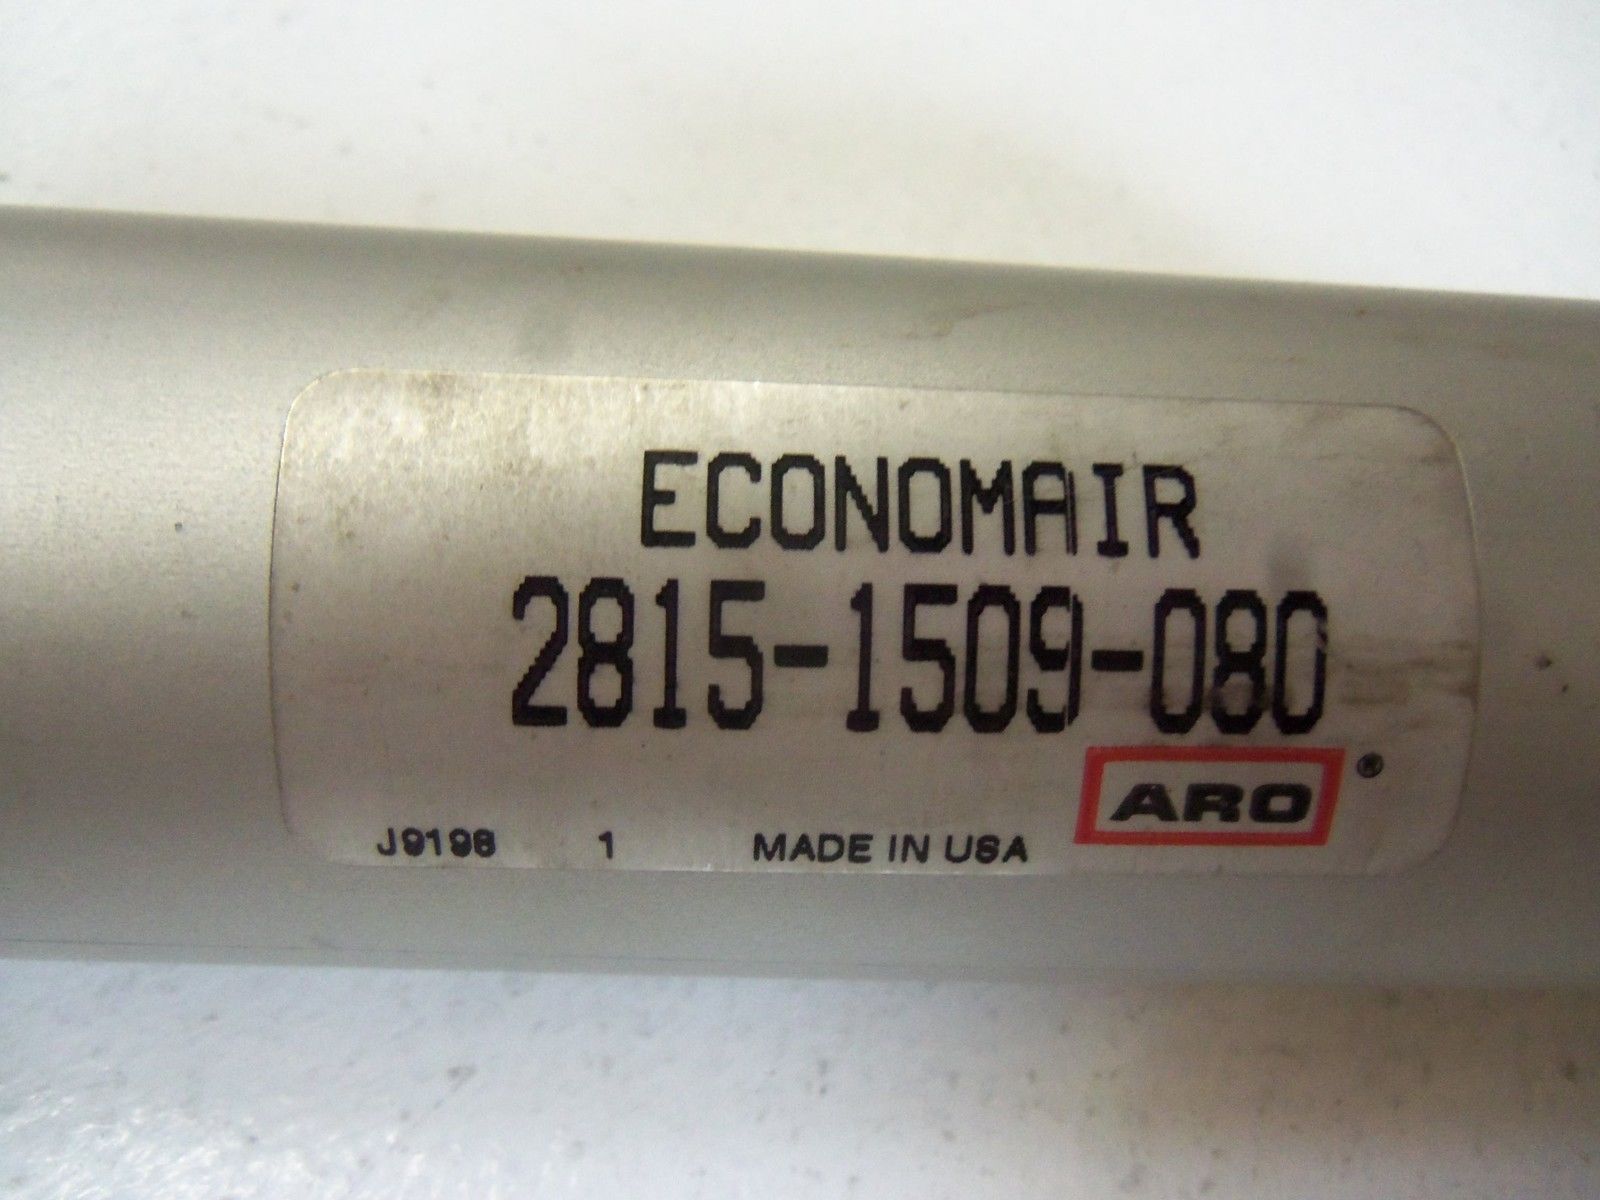 ECONOMAIR
2815-1509-080
ARO ®
J9198 1 MADE IN USA